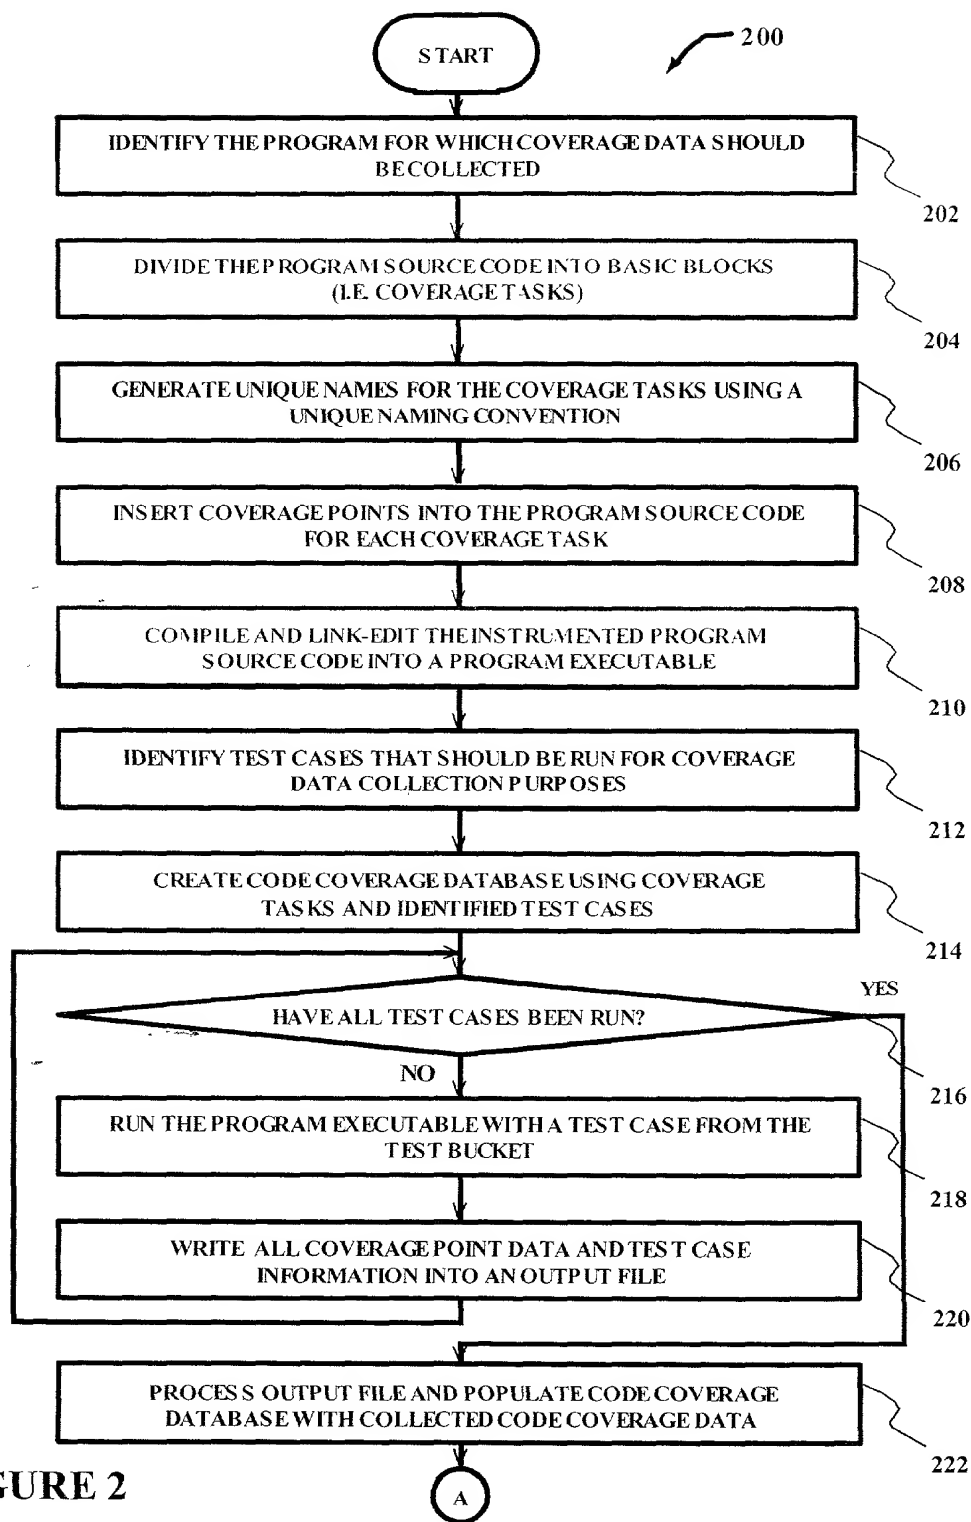 START
200
IDENTIFY THE PROGRAM FOR WHICH COVERAGE DATA SHOULD
BE COLLECTED
202
DIVIDE THE PROGRAM SOURCE CODE INTO BASIC BLOCKS
(I.E. COVERAGE TASKS)
204
GENERATE UNIQUE NAMES FOR THE COVERAGE TASKS USING A
UNIQUE NAMING CONVENTION
206
INSERT COVERAGE POINTS INTO THE PROGRAM SOURCE CODE
FOR EACH COVERAGE TASK
208
COMPILE AND LINK-EDIT THE INSTRUMENTED PROGRAM
SOURCE CODE INTO A PROGRAM EXECUTABLE
210
IDENTIFY TEST CASES THAT SHOULD BE RUN FOR COVERAGE
DATA COLLECTION PURPOSES
212
CREATE CODE COVERAGE DATABASE USING COVERAGE
TASKS AND IDENTIFIED TEST CASES
214
YES
HAVE ALL TEST CASES BEEN RUN?
NO
216
RUN THE PROGRAM EXECUTABLE WITH A TEST CASE FROM THE
TEST BUCKET
218
WRITE ALL COVERAGE POINT DATA AND TEST CASE
INFORMATION INTO AN OUTPUT FILE
220
PROCESS OUTPUT FILE AND POPULATE CODE COVERAGE
DATABASE WITH COLLECTED CODE COVERAGE DATA
222
GURE 2
A